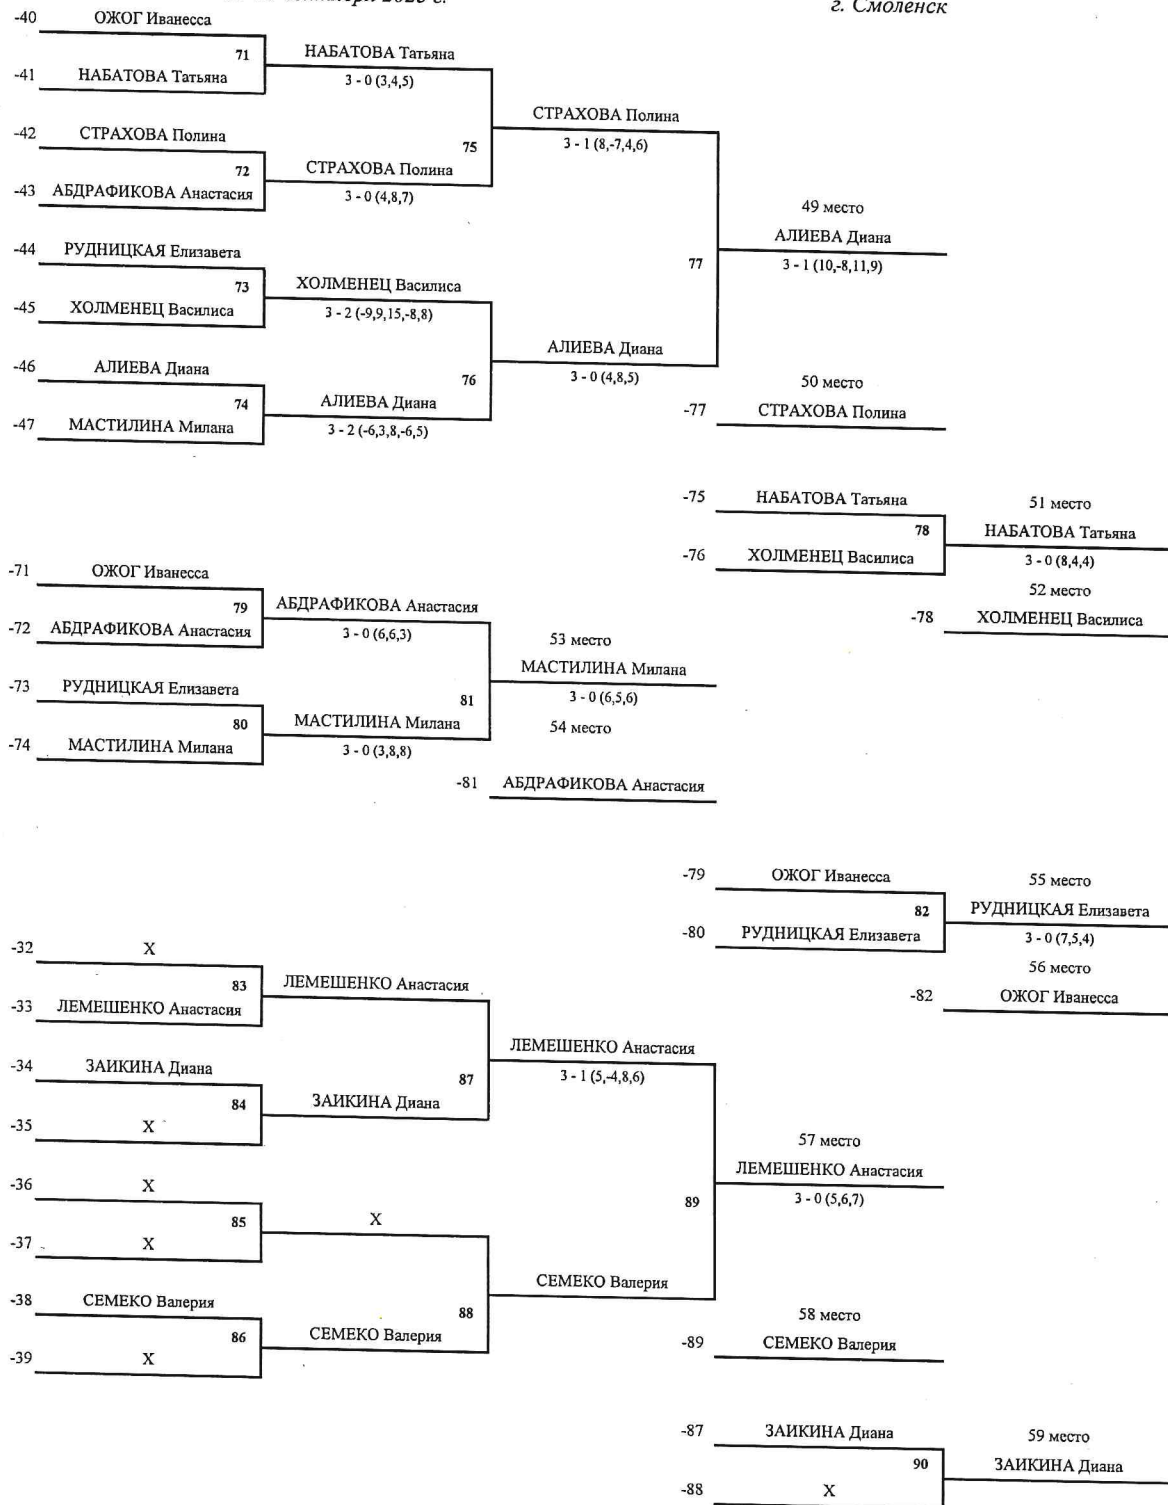 2023 г.
г. Смоленск
-40 ОЖОГ Иванесса
71 НАБАТОВА Татьяна
-41 НАБАТОВА Татьяна
3 - 0 (3,4,5)
СТРАХОВА Полина
-42 СТРАХОВА Полина
75
3 - 1 (8,-7,4,6)
72 СТРАХОВА Полина
-43 АБДРАФИКОВА Анастасия
3 - 0 (4,8,7)
49 место
АЛИЕВА Диана
-44 РУДНИЦКАЯ Елизавета
77
3 - 1 (10,-8,11,9)
73 ХОЛМЕНЕЦ Василиса
-45 ХОЛМЕНЕЦ Василиса
3 - 2 (-9,9,15,-8,8)
АЛИЕВА Диана
-46 АЛИЕВА Диана
76
3 - 0 (4,8,5)
50 место
74 АЛИЕВА Диана
-77 СТРАХОВА Полина
-47 МАСТИЛИНА Милана
3 - 2 (-6,3,8,-6,5)
-75 НАБАТОВА Татьяна
51 место
78 НАБАТОВА Татьяна
-76 ХОЛМЕНЕЦ Василиса
3 - 0 (8,4,4)
52 место
-78 ХОЛМЕНЕЦ Василиса
-71 ОЖОГ Иванесса
79 АБДРАФИКОВА Анастасия
-72 АБДРАФИКОВА Анастасия
3 - 0 (6,6,3)
53 место
МАСТИЛИНА Милана
-73 РУДНИЦКАЯ Елизавета
81
3 - 0 (6,5,6)
80 МАСТИЛИНА Милана
54 место
-74 МАСТИЛИНА Милана
3 - 0 (3,8,8)
-81 АБДРАФИКОВА Анастасия
-79 ОЖОГ Иванесса
55 место
82 РУДНИЦКАЯ Елизавета
-80 РУДНИЦКАЯ Елизавета
3 - 0 (7,5,4)
56 место
-82 ОЖОГ Иванесса
-32 X
83 ЛЕМЕШЕНКО Анастасия
-33 ЛЕМЕШЕНКО Анастасия
ЛЕМЕШЕНКО Анастасия
-34 ЗАИКИНА Диана
87
3 - 1 (5,-4,8,6)
84 ЗАИКИНА Диана
-35 X
57 место
ЛЕМЕШЕНКО Анастасия
-36 X
89
3 - 0 (5,6,7)
85 X
-37 X
СЕМЕКО Валерия
-38 СЕМЕКО Валерия
88
58 место
86 СЕМЕКО Валерия
-89 СЕМЕКО Валерия
-39 X
-87 ЗАИКИНА Диана
59 место
90 ЗАИКИНА Диана
-88 X